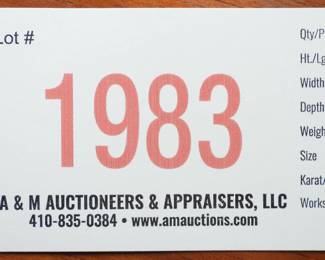 Lot #
1983
A & M AUCTIONEERS & APPRAISERS, LLC
410-835-0384 • www.amauctions.com
Qty/P
Ht./Lg
Width
Depth
Weigh
Size
Karat/
Works